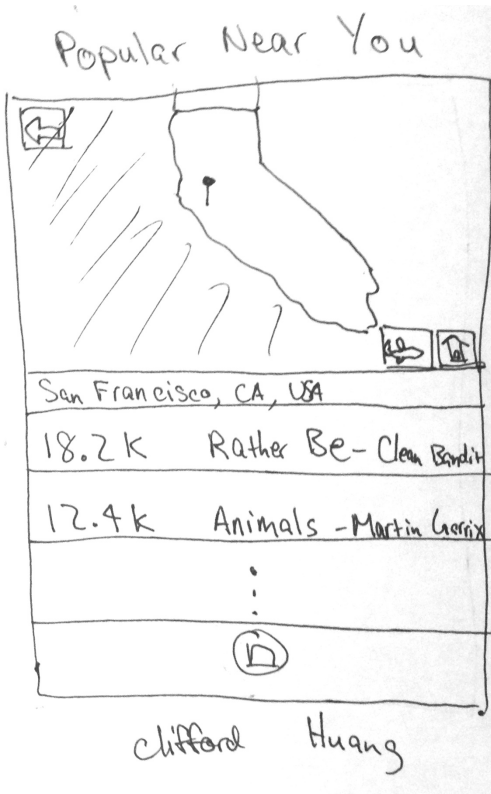 Popular Near You
San Francisco, CA, USA
18.2k Rather Be - Clean Bandit
12.4k Animals - Martin Garrix
Clifford Huang